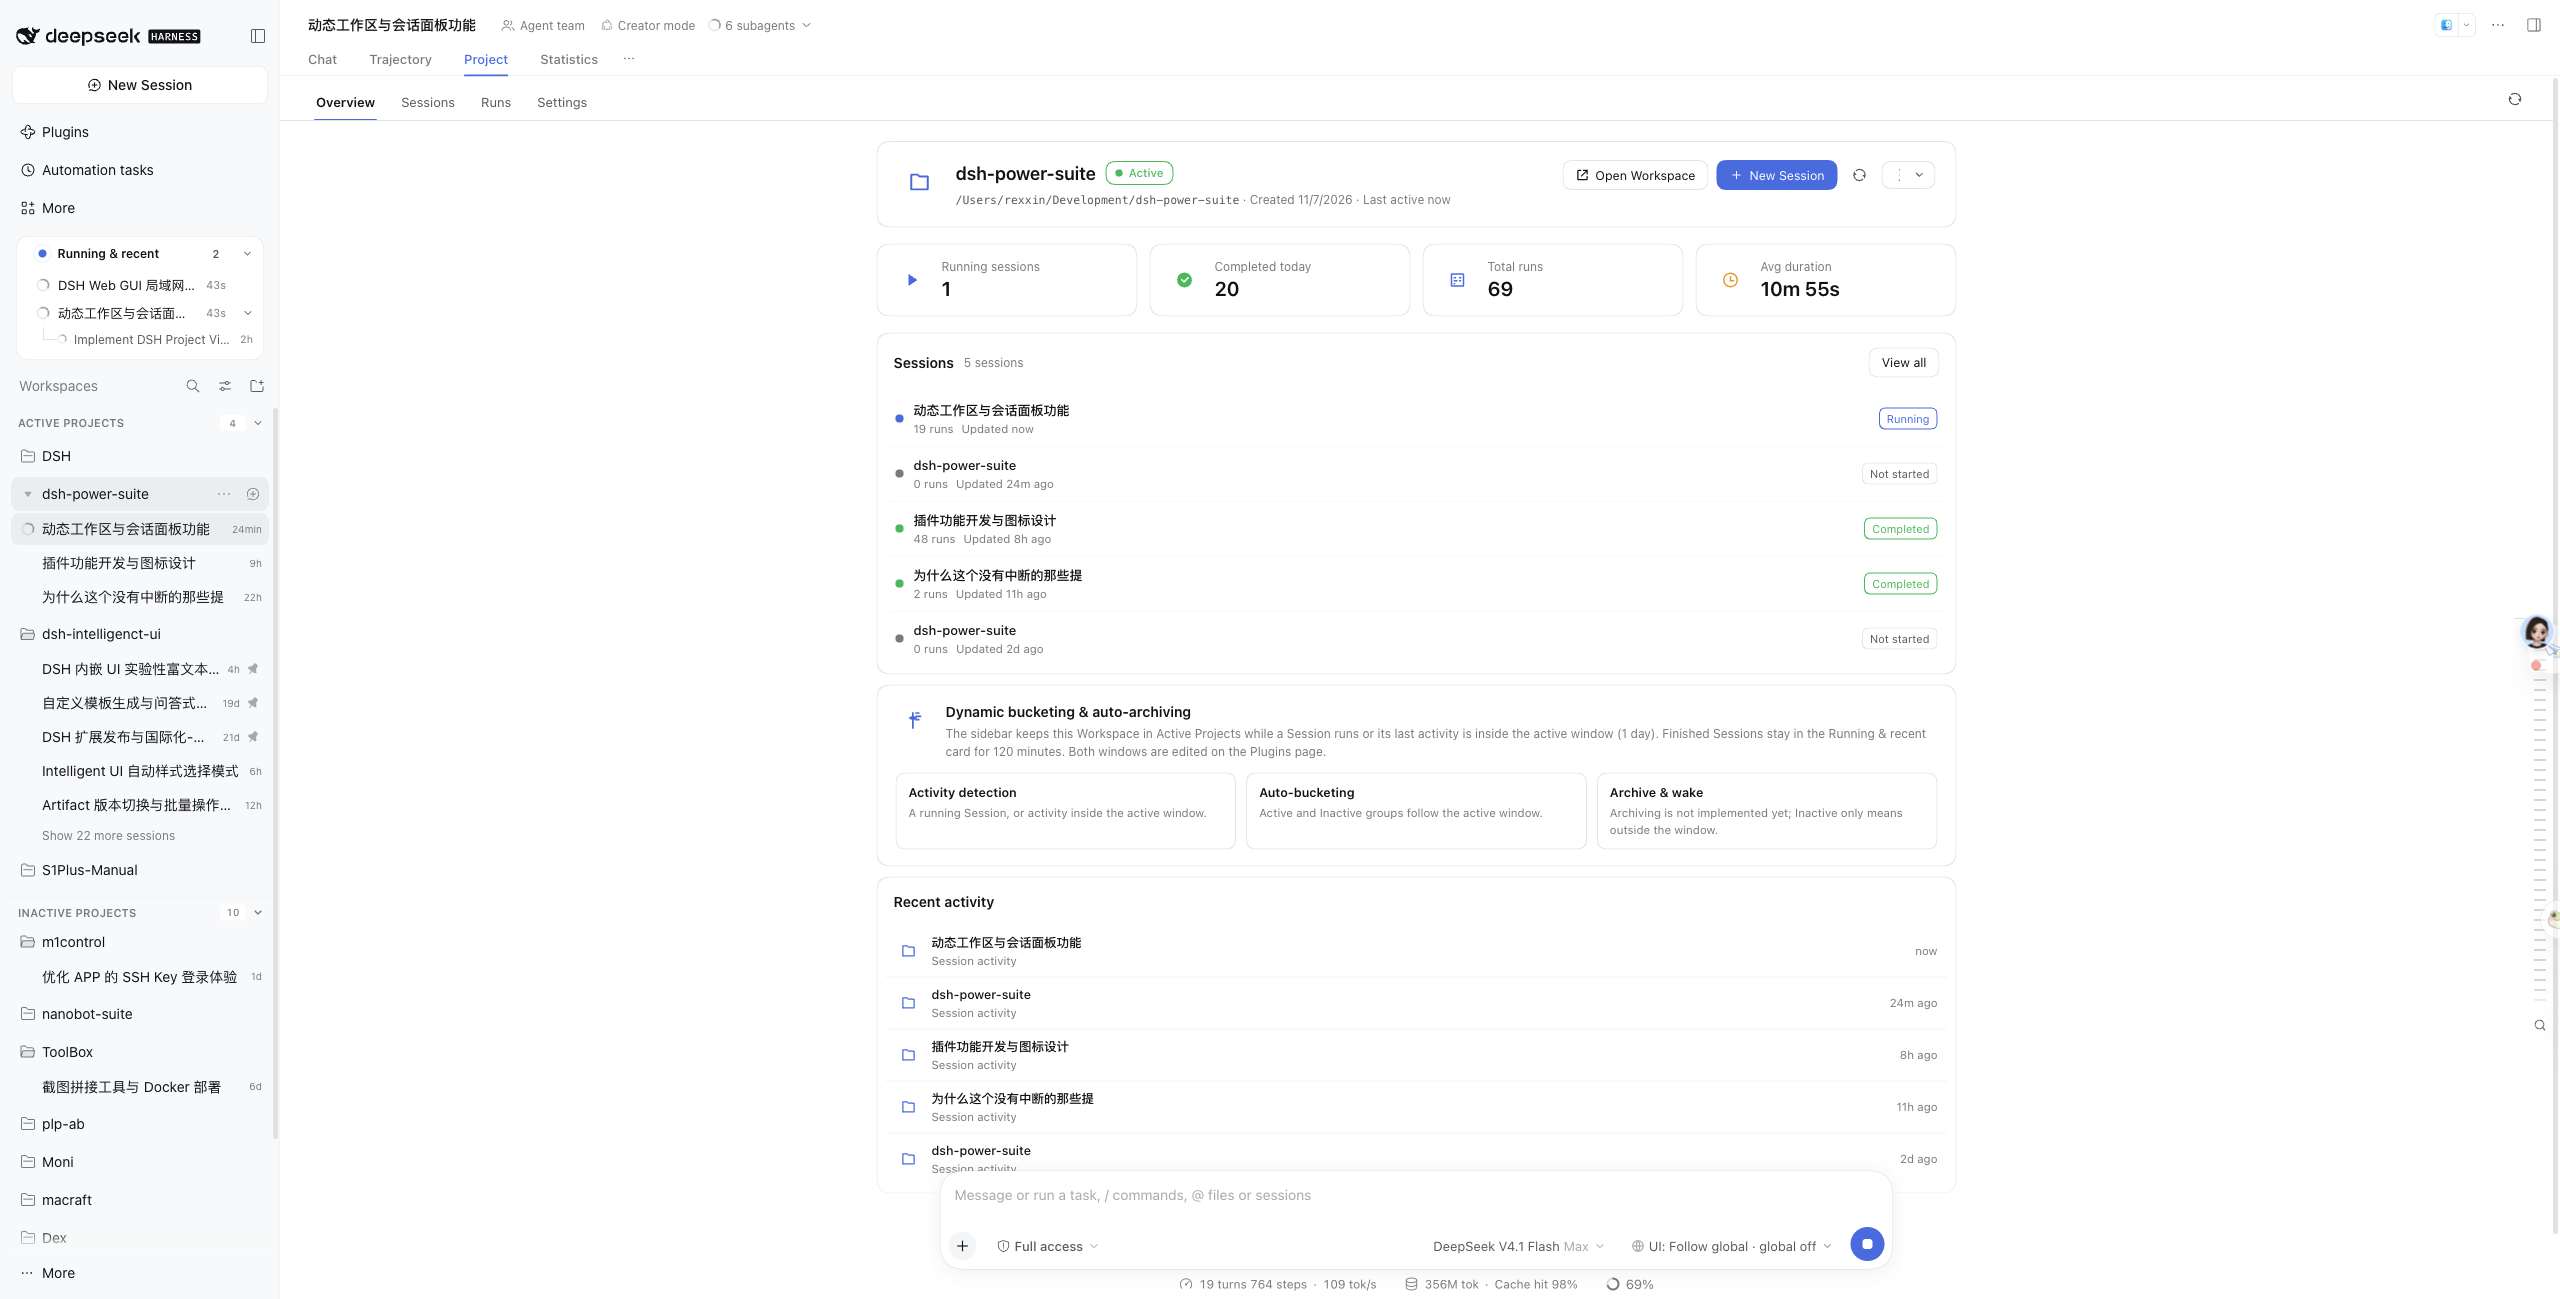 deepseek HARNESS
New Session
Plugins
Automation tasks
More
Running & recent 2
DSH Web GUI 局域网... 43s
动态工作区与会话面... 43s
Implement DSH Project Vi... 2h
Workspaces
ACTIVE PROJECTS 4
DSH
dsh-power-suite
动态工作区与会话面板功能 24min
插件功能开发与图标设计 9h
为什么这个没有中断的那些提 22h
dsh-intelligenct-ui
DSH 内嵌 UI 实验性富文本... 4h
自定义模板生成与问答式... 19d
DSH 扩展发布与国际化-... 21d
Intelligent UI 自动样式选择模式 6h
Artifact 版本切换与批量操作... 12h
Show 22 more sessions
S1Plus-Manual
INACTIVE PROJECTS 10
m1control
优化 APP 的 SSH Key 登录体验 1d
nanobot-suite
ToolBox
截图拼接工具与 Docker 部署 6d
plp-ab
Moni
macraft
Dex
More
动态工作区与会话面板功能 Agent team Creator mode 6 subagents
Chat Trajectory Project Statistics
Overview Sessions Runs Settings
dsh-power-suite Active
/Users/rexxin/Development/dsh-power-suite · Created 11/7/2026 · Last active now
Open Workspace + New Session
Running sessions
1
Completed today
20
Total runs
69
Avg duration
10m 55s
Sessions 5 sessions View all
动态工作区与会话面板功能
19 runs Updated now
Running
dsh-power-suite
0 runs Updated 24m ago
Not started
插件功能开发与图标设计
48 runs Updated 8h ago
Completed
为什么这个没有中断的那些提
2 runs Updated 11h ago
Completed
dsh-power-suite
0 runs Updated 2d ago
Not started
Dynamic bucketing & auto-archiving
The sidebar keeps this Workspace in Active Projects while a Session runs or its last activity is inside the active window (1 day). Finished Sessions stay in the Running & recent
card for 120 minutes. Both windows are edited on the Plugins page.
Activity detection
A running Session, or activity inside the active window.
Auto-bucketing
Active and Inactive groups follow the active window.
Archive & wake
Archiving is not implemented yet; Inactive only means
outside the window.
Recent activity
动态工作区与会话面板功能
Session activity
now
dsh-power-suite
Session activity
24m ago
插件功能开发与图标设计
Session activity
8h ago
为什么这个没有中断的那些提
Session activity
11h ago
dsh-power-suite
Session activity
2d ago
Message or run a task, / commands, @ files or sessions
Full access
DeepSeek V4.1 Flash Max
UI: Follow global · global off
19 turns 764 steps · 109 tok/s 356M tok · Cache hit 98% 69%